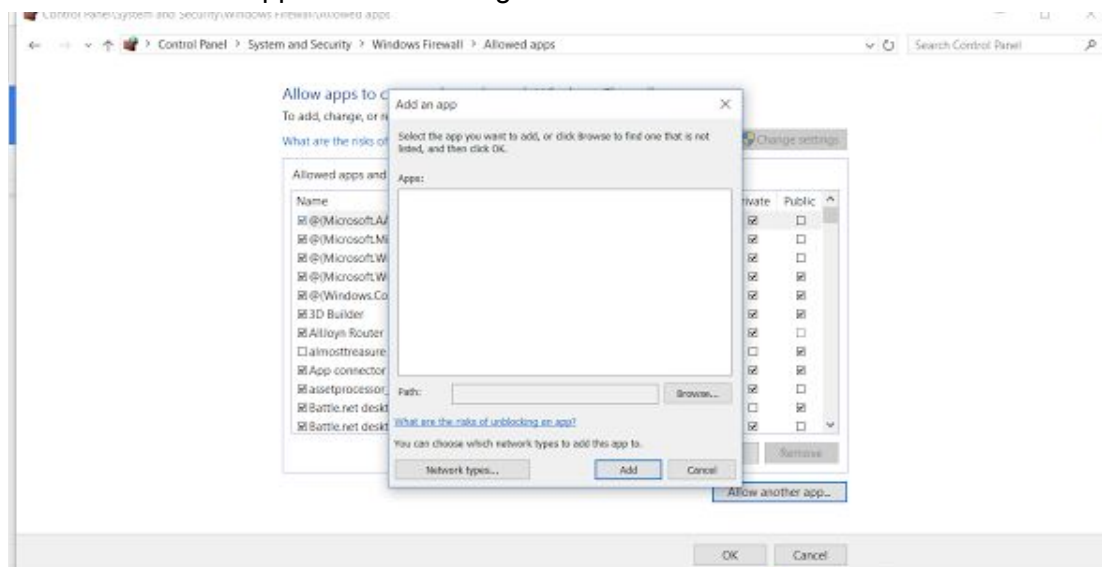 Control Panel\System and Security\Windows Firewall\Allowed apps
Control Panel > System and Security > Windows Firewall > Allowed apps
Search Control Panel
Allow apps to c
Add an app
To add, change, or re
Select the app you want to add, or click Browse to find one that is not
listed, and then click OK.
What are the risks of
Change settings
Allowed apps and
Apps:
Name
rivate Public
@{Microsoft.AA
@{Microsoft.Mi
@{Microsoft.W
@{Microsoft.W
@{Windows.Co
3D Builder
AllJoyn Router
almosttreasure
App connector
assetprocessor_
Battle.net deskt
Battle.net deskt
Path:
Browse...
What are the risks of unblocking an app?
You can choose which network types to add this app to.
Network types...
Add
Cancel
Remove
Allow another app...
OK
Cancel